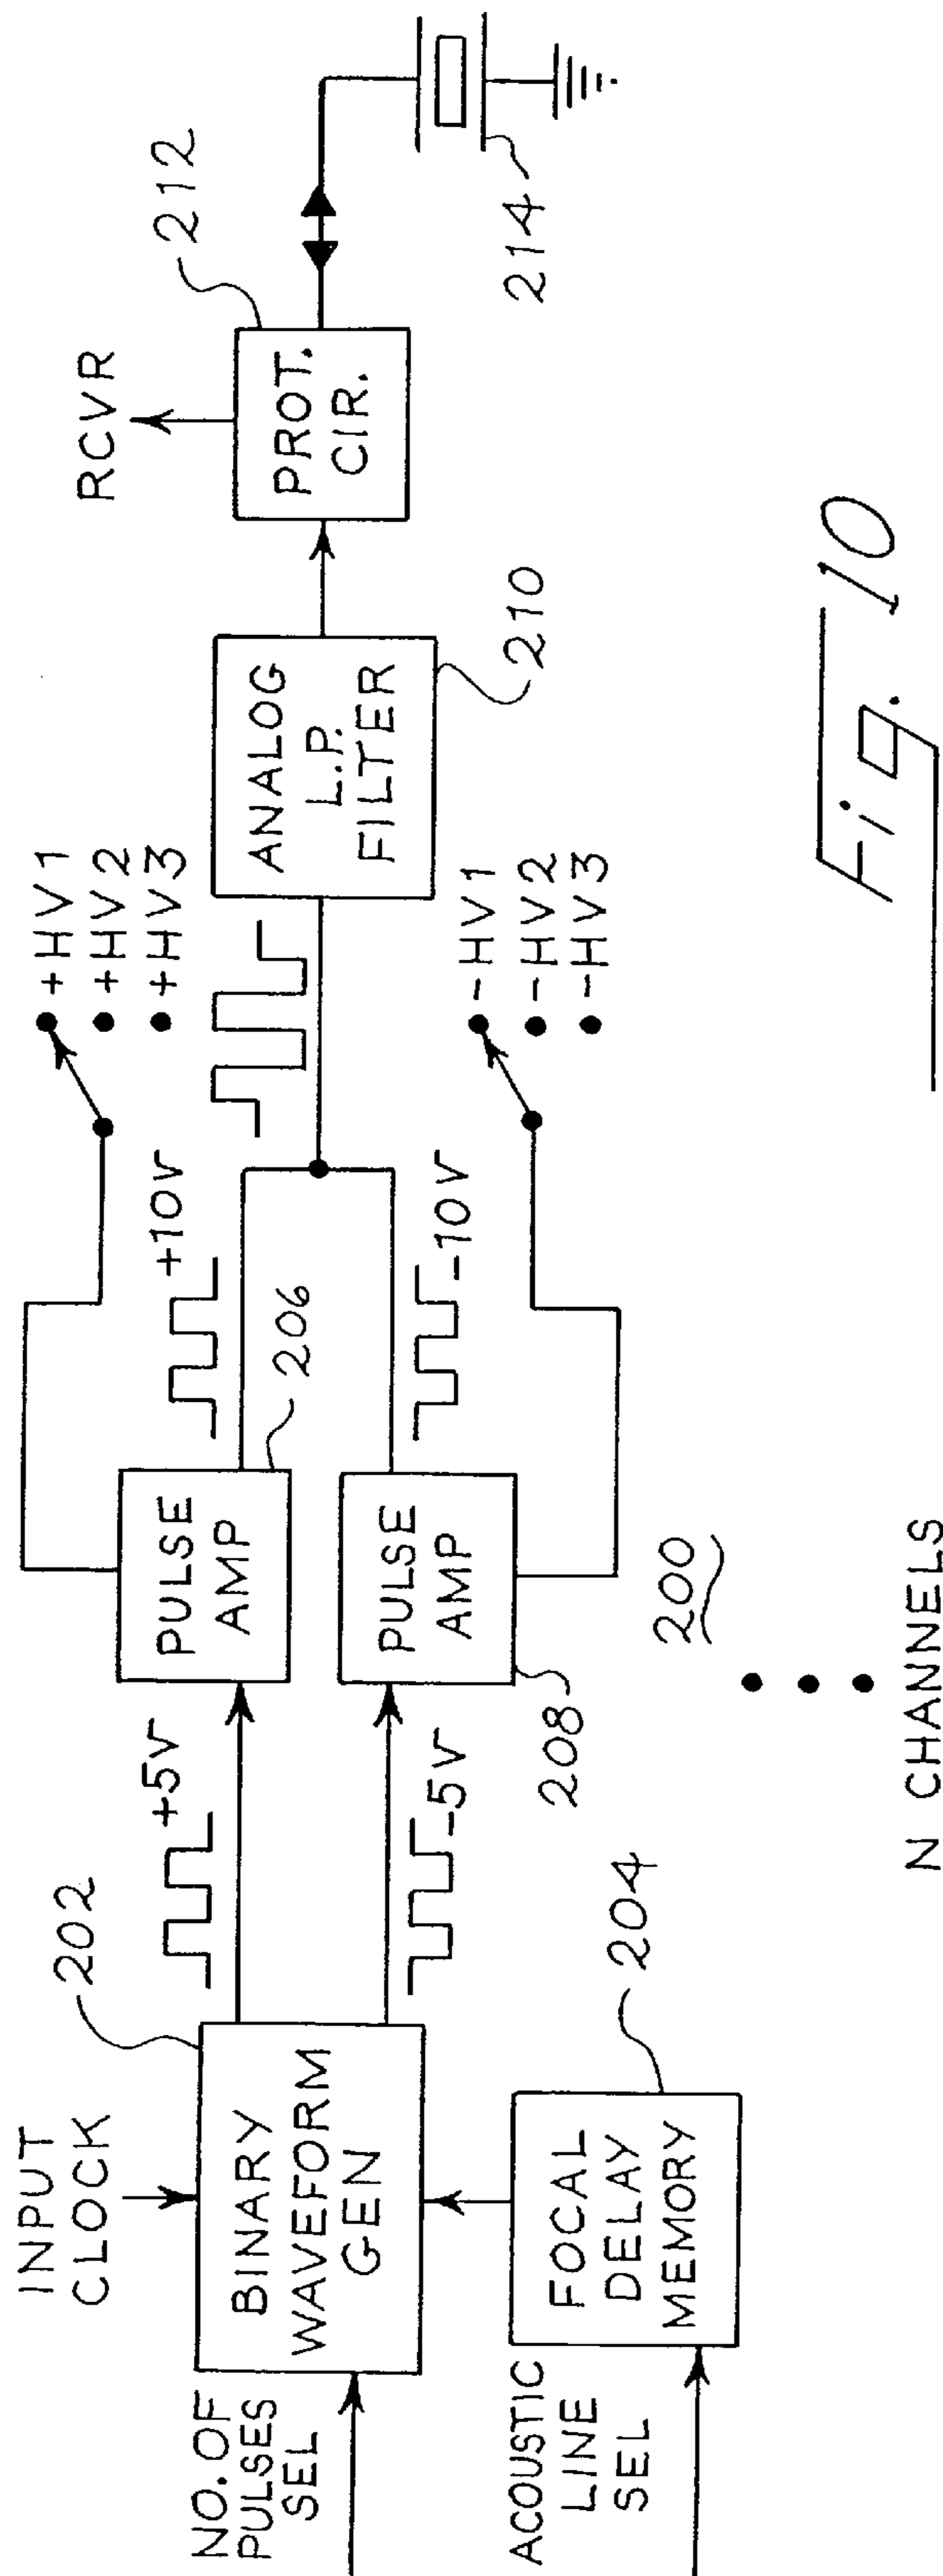 INPUT
CLOCK
202
NO. OF
PULSES
SEL
BINARY
WAVEFORM
GEN
ACOUSTIC
LINE
SEL
FOCAL
DELAY
MEMORY
204
+5V
-5V
PULSE
AMP
206
PULSE
AMP
208
+10V
-10V
+HV1
+HV2
+HV3
-HV1
-HV2
-HV3
ANALOG
L.P.
FILTER
210
RCVR
212
PROT.
CIR.
214
200
N CHANNELS
Fig. 10